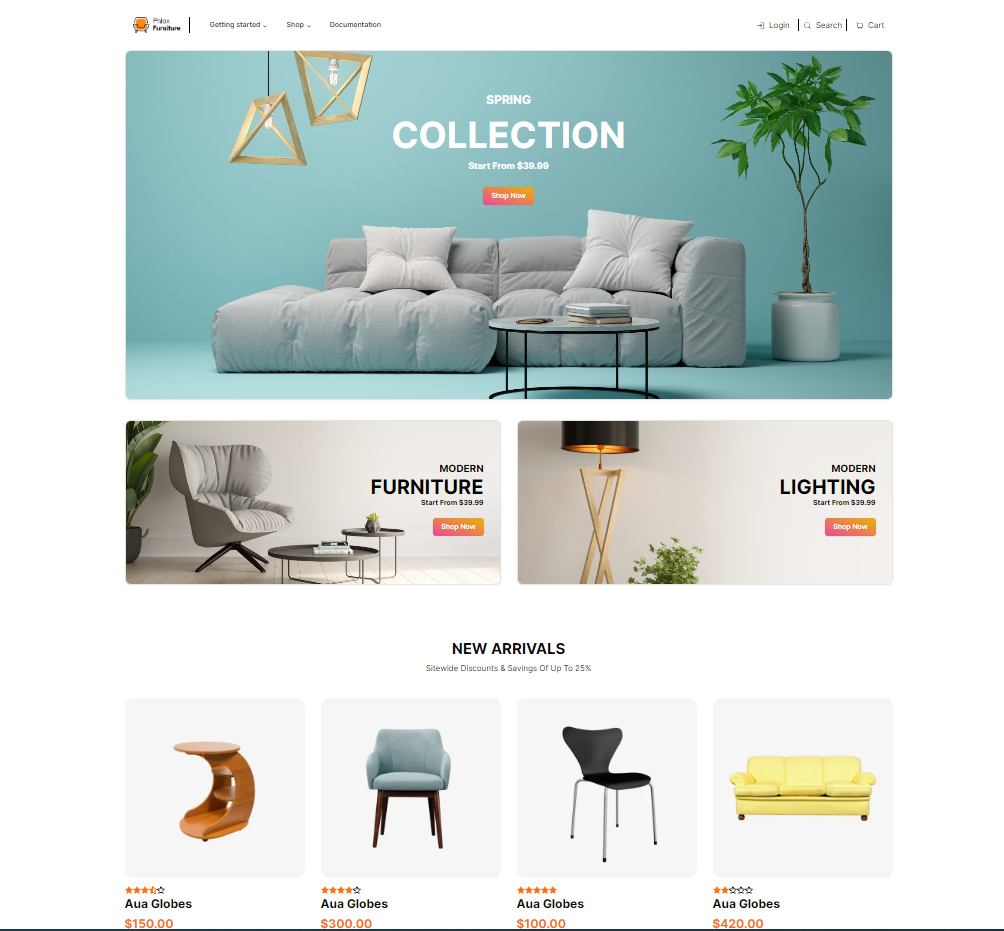 Phlox
Furniture
Getting started
Shop
Documentation
Login
Search
Cart
SPRING
COLLECTION
Start From $39.99
Shop Now
MODERN
FURNITURE
Start From $39.99
Shop Now
MODERN
LIGHTING
Start From $39.99
Shop Now
NEW ARRIVALS
Sitewide Discounts & Savings Of Up To 25%
Aua Globes
$150.00
Aua Globes
$300.00
Aua Globes
$100.00
Aua Globes
$420.00